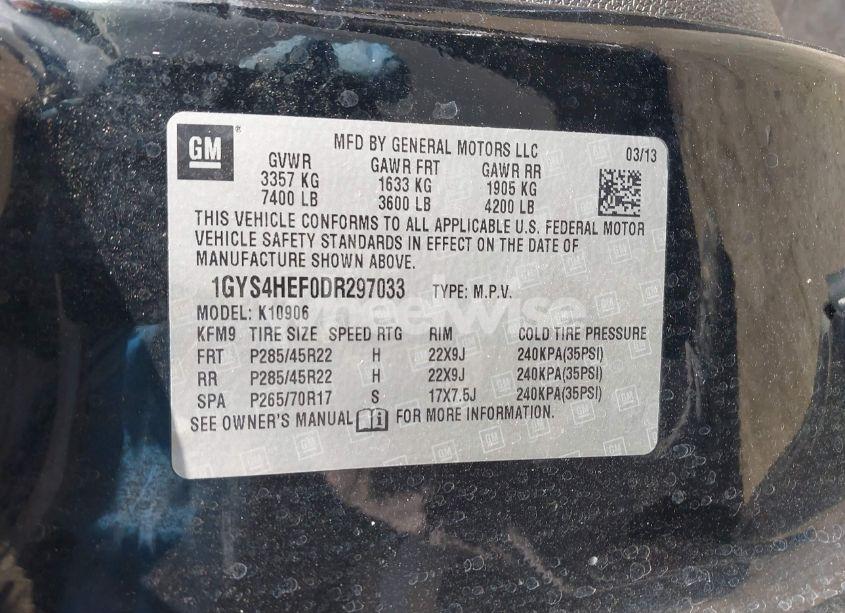 GM
MFD BY GENERAL MOTORS LLC 03/13
GVWR GAWR FRT GAWR RR
3357 KG 1633 KG 1905 KG
7400 LB 3600 LB 4200 LB
THIS VEHICLE CONFORMS TO ALL APPLICABLE U.S. FEDERAL MOTOR
VEHICLE SAFETY STANDARDS IN EFFECT ON THE DATE OF
MANUFACTURE SHOWN ABOVE.
1GYS4HEF0DR297033 TYPE: M.P.V.
MODEL: K10906
KFM9 TIRE SIZE SPEED RTG RIM COLD TIRE PRESSURE
FRT P285/45R22 H 22X9J 240KPA(35PSI)
RR P285/45R22 H 22X9J 240KPA(35PSI)
SPA P265/70R17 S 17X7.5J 240KPA(35PSI)
SEE OWNER'S MANUAL FOR MORE INFORMATION.